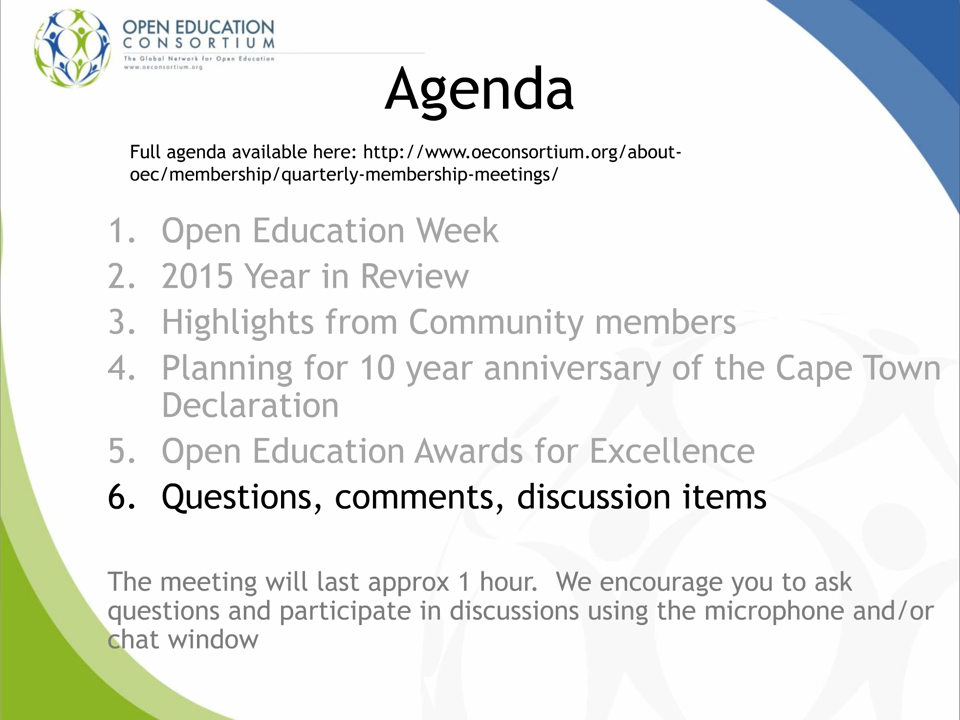 OPEN EDUCATION
CONSORTIUM
The Global Network for Open Education
www.oeconsortium.org
Agenda
Full agenda available here: http://www.oeconsortium.org/about-
oec/membership/quarterly-membership-meetings/
1. Open Education Week
2. 2015 Year in Review
3. Highlights from Community members
4. Planning for 10 year anniversary of the Cape Town
Declaration
5. Open Education Awards for Excellence
6. Questions, comments, discussion items
The meeting will last approx 1 hour. We encourage you to ask
questions and participate in discussions using the microphone and/or
chat window